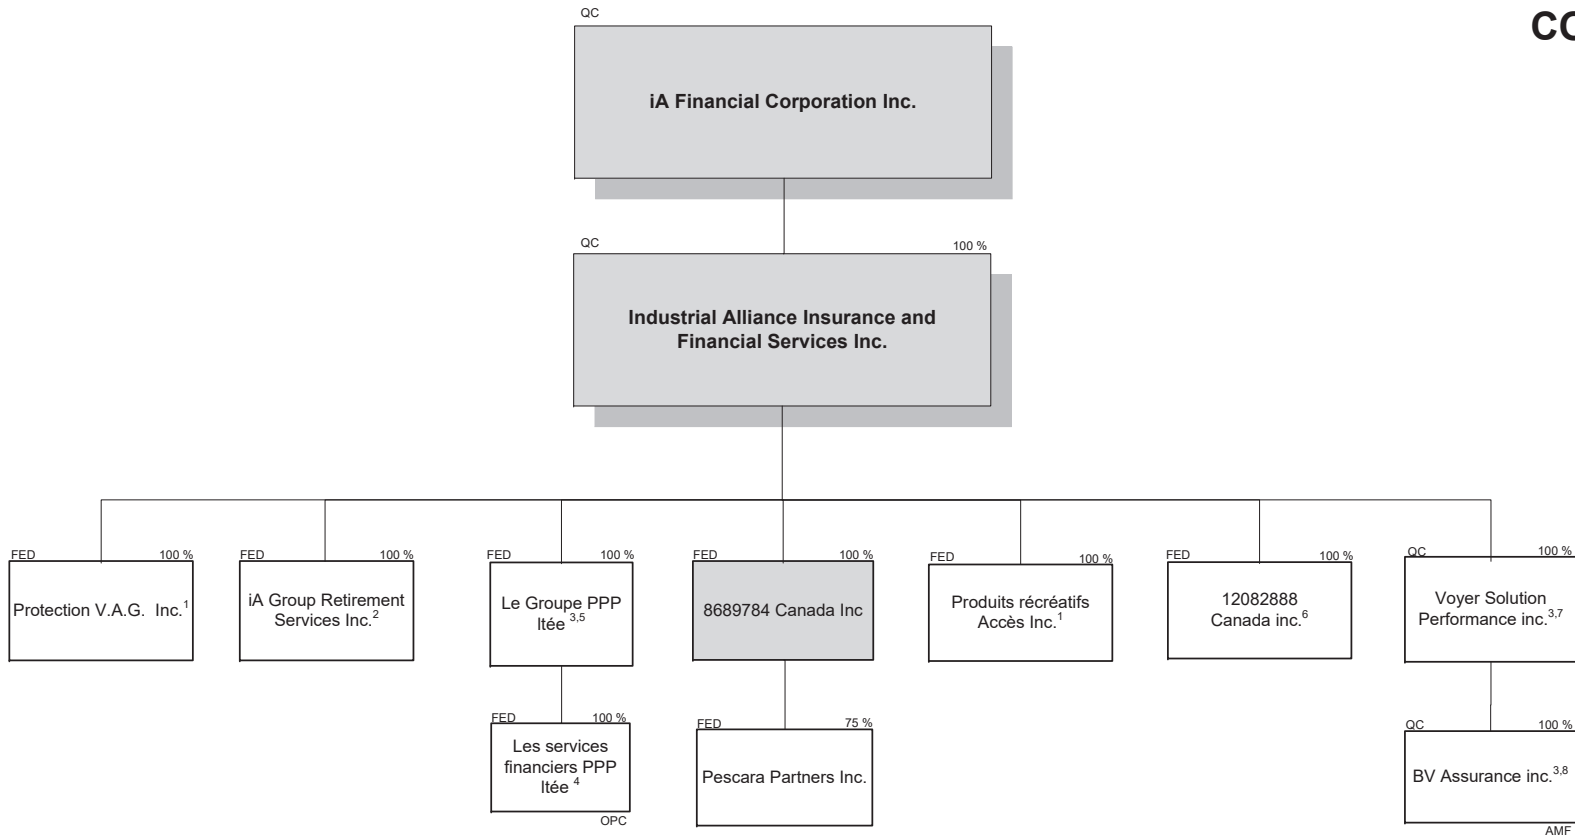 CO
QC
iA Financial Corporation Inc.
QC 100 %
Industrial Alliance Insurance and
Financial Services Inc.
FED 100 %
Protection V.A.G. Inc.1
FED 100 %
iA Group Retirement
Services Inc.2
FED 100 %
Le Groupe PPP
ltée 3,5
FED 100 %
8689784 Canada Inc
FED 100 %
Produits récréatifs
Accès Inc.1
FED 100 %
12082888
Canada inc.6
QC 100 %
Voyer Solution
Performance inc.3,7
FED 100 %
Les services
financiers PPP
ltée 4
OPC
FED 75 %
Pescara Partners Inc.
QC 100 %
BV Assurance inc.3,8
AMF